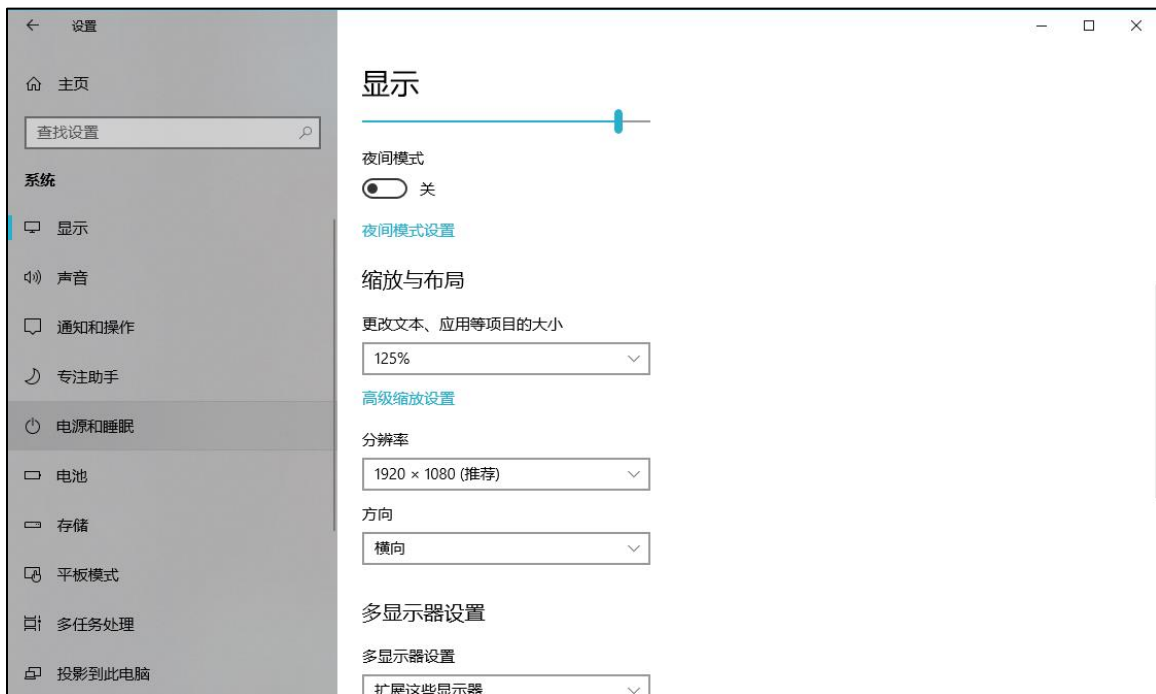 设置
主页
查找设置
系统
显示
声音
通知和操作
专注助手
电源和睡眠
电池
存储
平板模式
多任务处理
投影到此电脑
显示
夜间模式
关
夜间模式设置
缩放与布局
更改文本、应用等项目的大小
125%
高级缩放设置
分辨率
1920 × 1080 (推荐)
方向
横向
多显示器设置
多显示器设置
扩展这些显示器